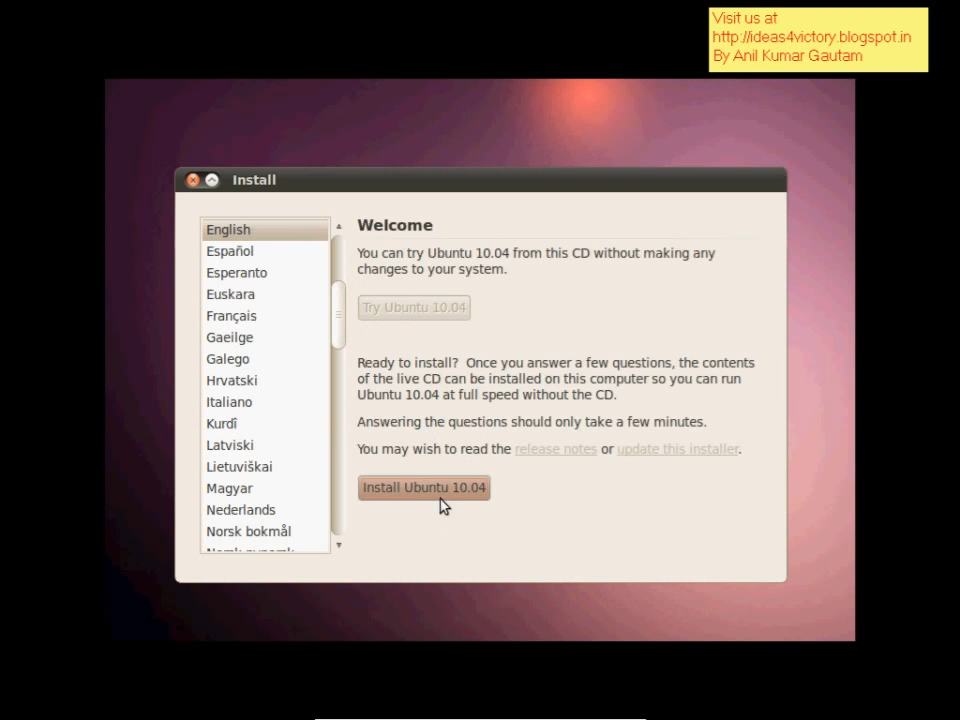 Visit us at
http://ideas4victory.blogspot.in
By Anil Kumar Gautam
Install
English
Español
Esperanto
Euskara
Français
Gaeilge
Galego
Hrvatski
Italiano
Kurdî
Latviski
Lietuviškai
Magyar
Nederlands
Norsk bokmål
Welcome
You can try Ubuntu 10.04 from this CD without making any
changes to your system.
Try Ubuntu 10.04
Ready to install?  Once you answer a few questions, the contents
of the live CD can be installed on this computer so you can run
Ubuntu 10.04 at full speed without the CD.
Answering the questions should only take a few minutes.
You may wish to read the release notes or update this installer.
Install Ubuntu 10.04